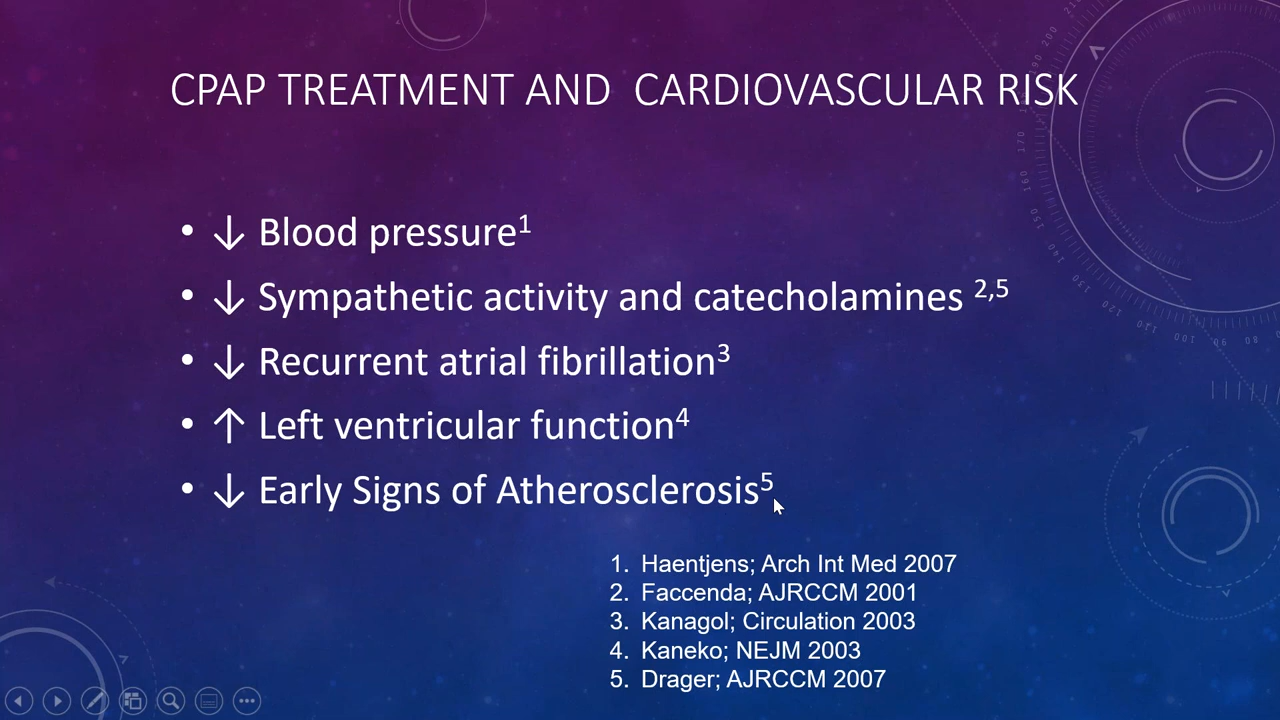 CPAP TREATMENT AND CARDIOVASCULAR RISK
• ↓ Blood pressure¹
• ↓ Sympathetic activity and catecholamines ²,⁵
• ↓ Recurrent atrial fibrillation³
• ↑ Left ventricular function⁴
• ↓ Early Signs of Atherosclerosis⁵
1. Haentjens; Arch Int Med 2007
2. Faccenda; AJRCCM 2001
3. Kanagol; Circulation 2003
4. Kaneko; NEJM 2003
5. Drager; AJRCCM 2007